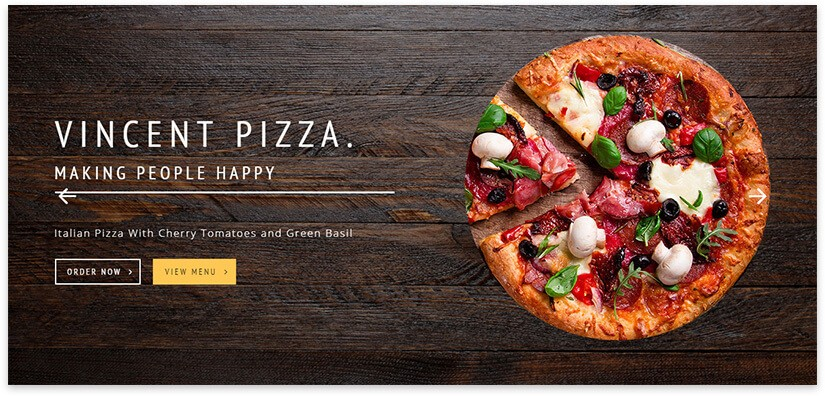 VINCENT PIZZA.
MAKING PEOPLE HAPPY
Italian Pizza With Cherry Tomatoes and Green Basil
ORDER NOW >
VIEW MENU >